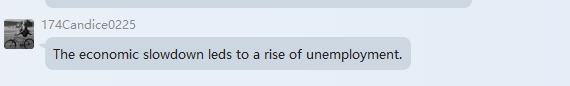 174Candice0225
The economic slowdown leds to a rise of unemployment.